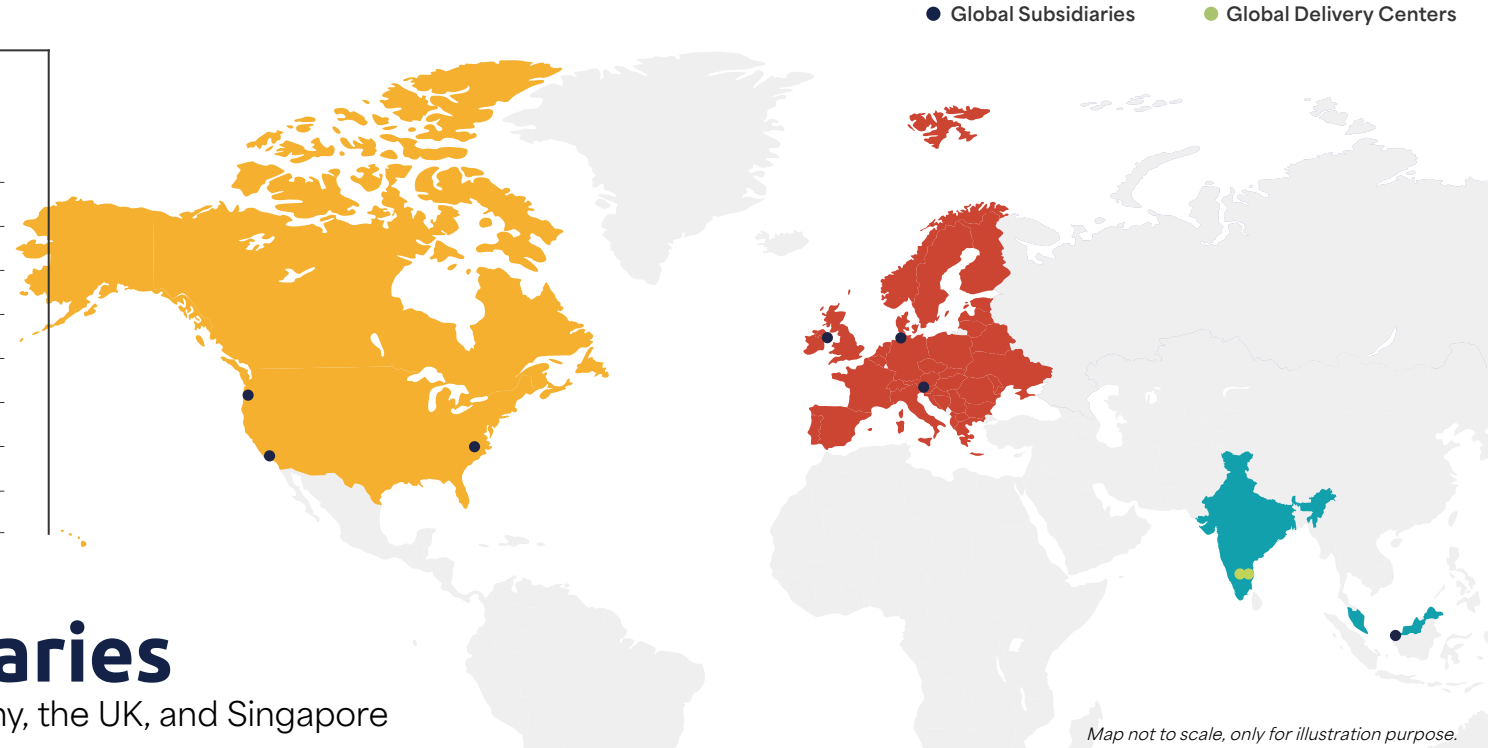 Global Subsidiaries
Global Delivery Centers
aries
ny, the UK, and Singapore
Map not to scale, only for illustration purpose.